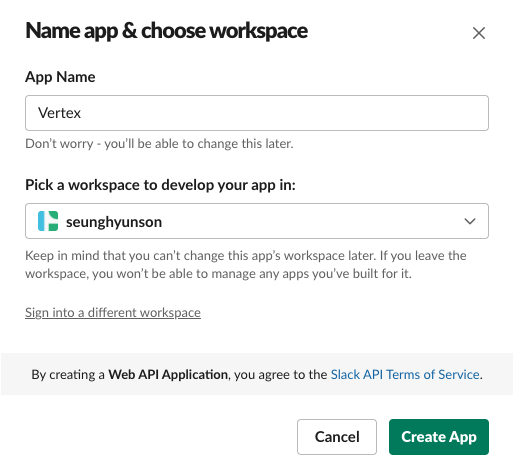 Name app & choose workspace
App Name
Vertex
Don't worry - you'll be able to change this later.
Pick a workspace to develop your app in:
seunghyunson
Keep in mind that you can't change this app's workspace later. If you leave the
workspace, you won't be able to manage any apps you've built for it.
Sign into a different workspace
By creating a Web API Application, you agree to the Slack API Terms of Service.
Cancel
Create App